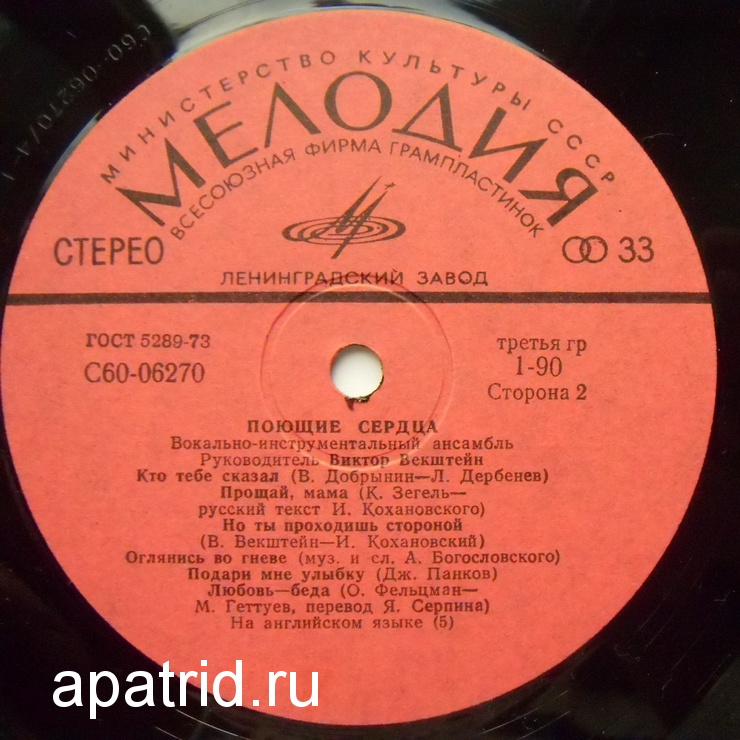 МИНИСТЕРСТВО КУЛЬТУРЫ СССР
МЕЛОДИЯ
ВСЕСОЮЗНАЯ ФИРМА ГРАМПЛАСТИНОК
СТЕРЕО
33
ЛЕНИНГРАДСКИЙ ЗАВОД
ГОСТ 5289-73
С60-06270
третья гр
1-90
Сторона 2
ПОЮЩИЕ СЕРДЦА
Вокально-инструментальный ансамбль
Руководитель Виктор Векштейн
Кто тебе сказал (В. Добрынин—Л. Дербенев)
Прощай, мама (К. Зегель—
русский текст И. Кохановского)
Но ты проходишь стороной
(В. Векштейн—И. Кохановский)
Оглянись во гневе (муз. и сл. А. Богословского)
Подари мне улыбку (Дж. Панков)
Любовь—беда (О. Фельцман—
М. Геттуев, перевод Я. Серпина)
На английском языке (5)
apatrid.ru